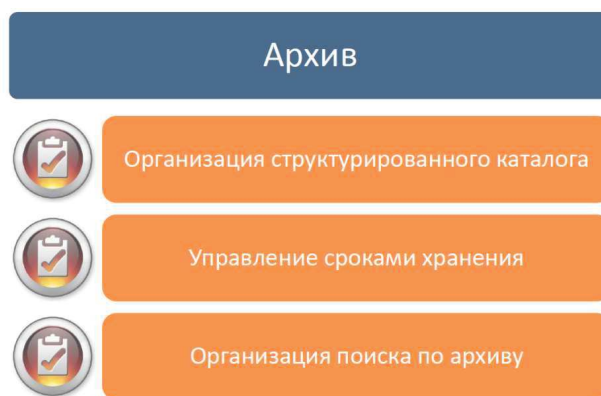 Архив
Организация структурированного каталога
Управление сроками хранения
Организация поиска по архиву